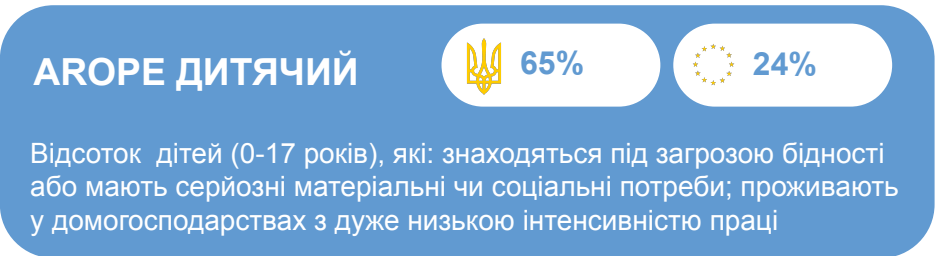 AROPE ДИТЯЧИЙ 65% 24%
Відсоток дітей (0-17 років), які: знаходяться під загрозою бідності
або мають серйозні матеріальні чи соціальні потреби; проживають
у домогосподарствах з дуже низькою інтенсивністю праці